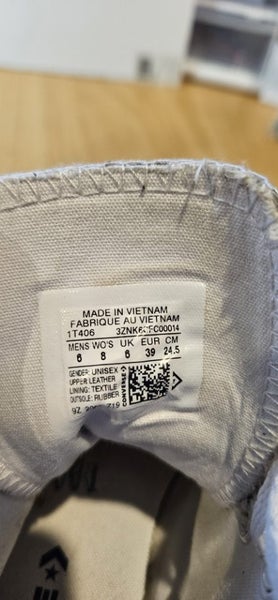 MADE IN VIETNAM
FABRIQUE AU VIETNAM
1T406
MENS WO'S UK EUR CM
6 8 6 39 24.5
GENDER: UNISEX
UPPER: LEATHER
LINING: TEXTILE
OUTSOLE: RUBBER